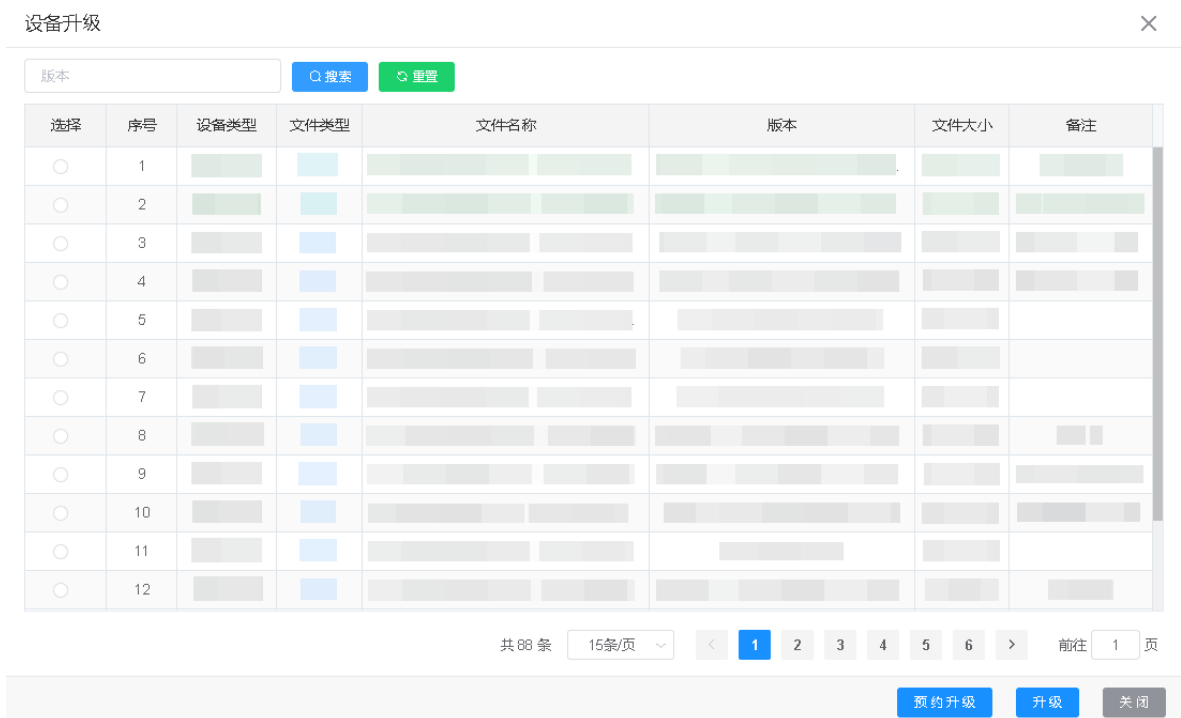 设备升级
版本 搜索 重置
选择 序号 设备类型 文件类型 文件名称 版本 文件大小 备注
1
2
3
4
5
6
7
8
9
10
11
12
共 88 条 15条/页 1 2 3 4 5 6 前往 1 页
预约升级 升级 关闭